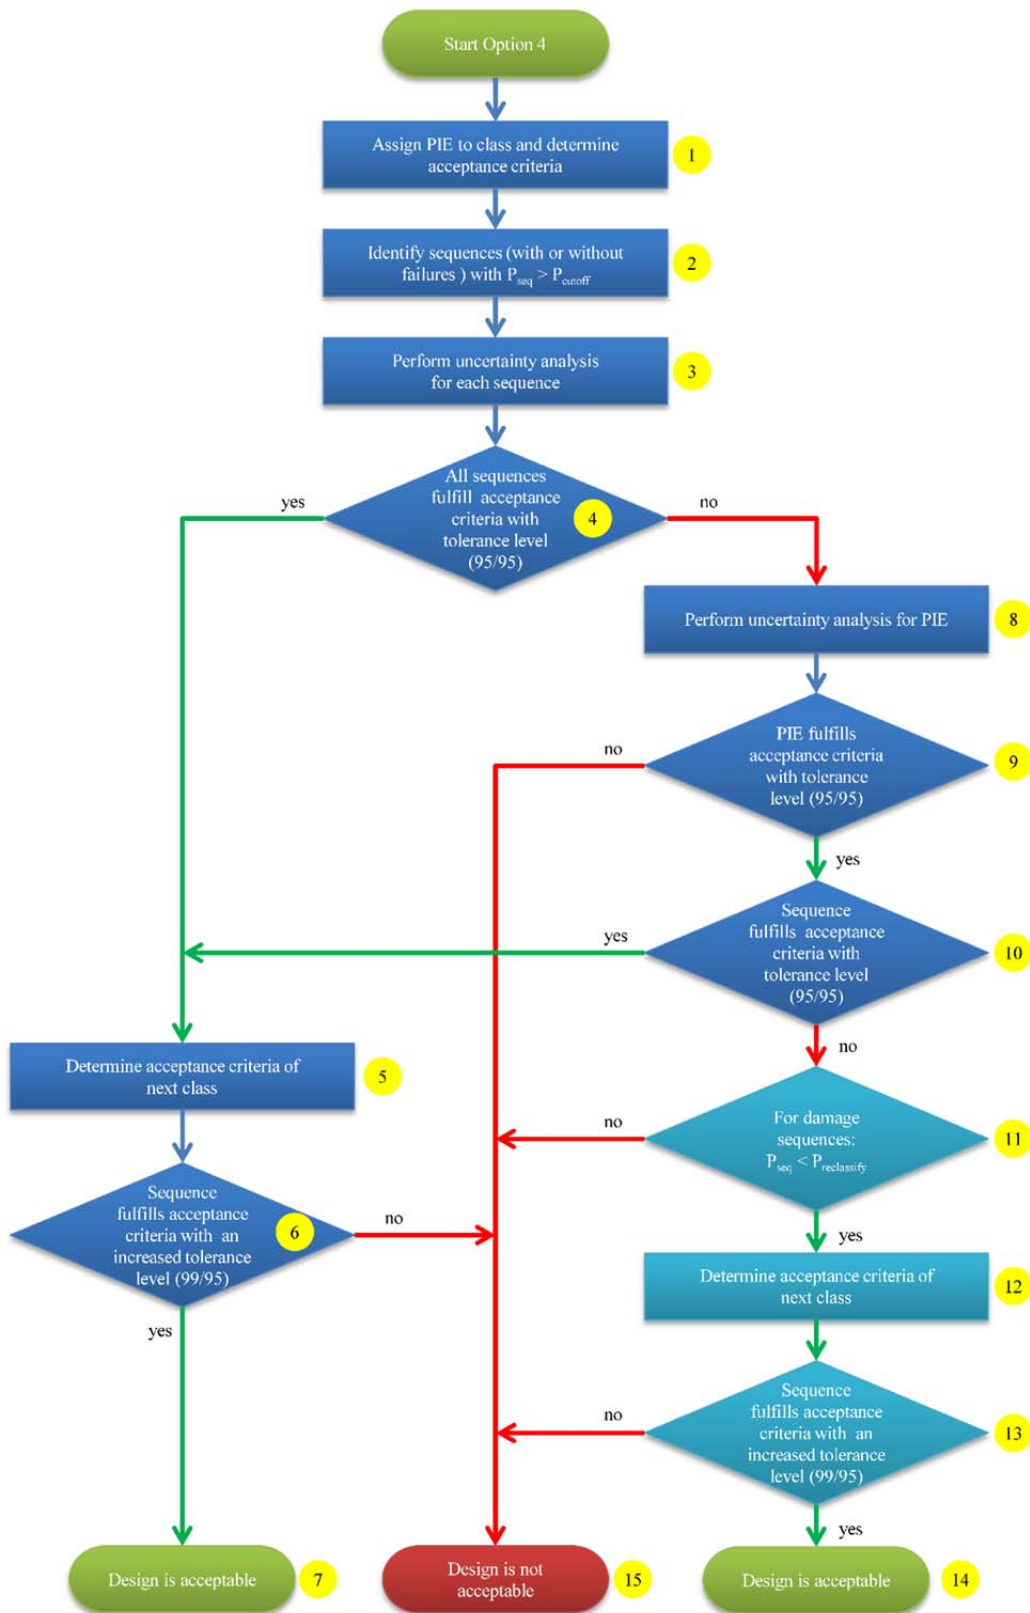 Start Option 4
Assign PIE to class and determine
acceptance criteria
1
Identify sequences (with or without
failures ) with Pseq > Pcutoff
2
Perform uncertainty analysis
for each sequence
3
All sequences
fulfill acceptance
criteria with
tolerance level
(95/95)
4
yes
no
Perform uncertainty analysis for PIE
8
PIE fulfills
acceptance criteria
with tolerance
level (95/95)
9
no
yes
Sequence
fulfills acceptance
criteria with
tolerance level
(95/95)
10
yes
no
Determine acceptance criteria of
next class
5
For damage
sequences:
Pseq < Preclassify
11
no
yes
Sequence
fulfills acceptance
criteria with an
increased tolerance
level (99/95)
6
no
yes
Determine acceptance criteria of
next class
12
Sequence
fulfills acceptance
criteria with an
increased tolerance
level (99/95)
13
no
yes
Design is acceptable
7
Design is not
acceptable
15
Design is acceptable
14